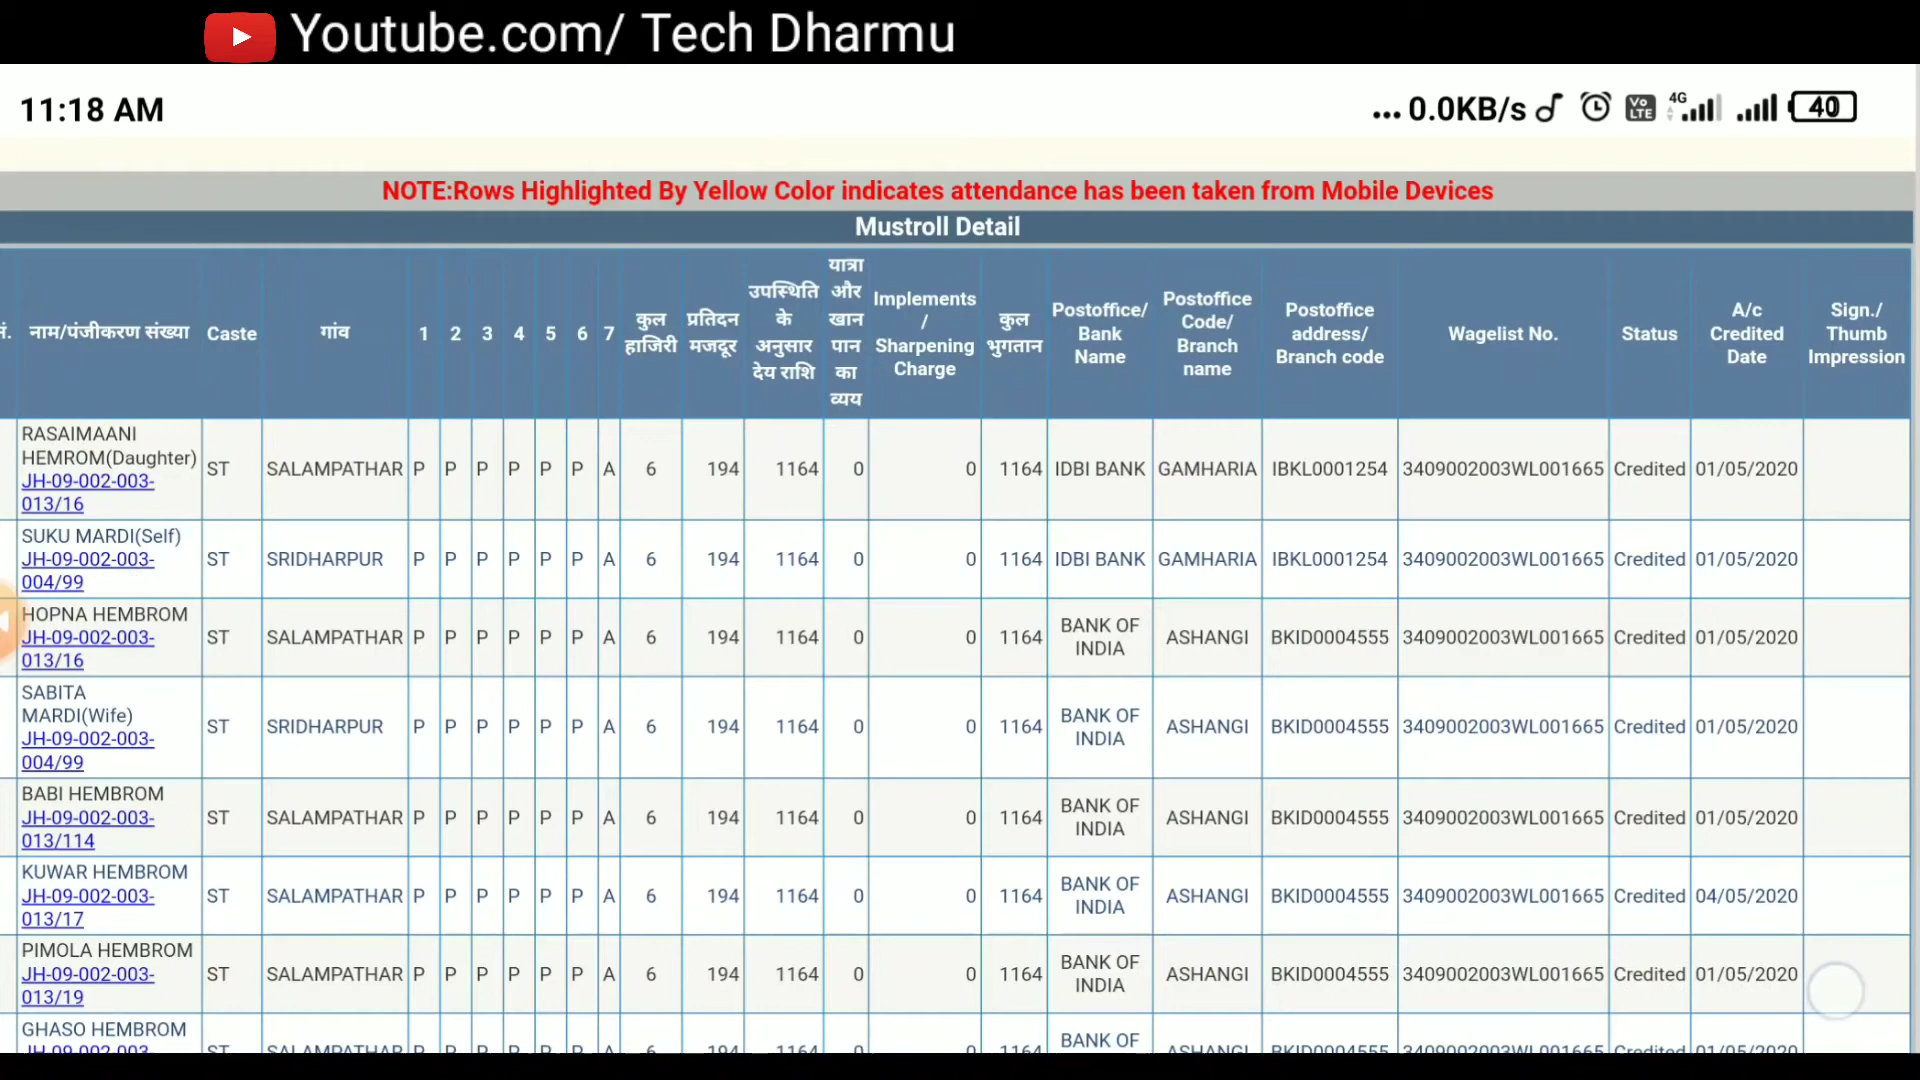 Youtube.com/ Tech Dharmu
11:18 AM
... 0.0KB/s Vo LTE 4G 40
NOTE:Rows Highlighted By Yellow Color indicates attendance has been taken from Mobile Devices
Mustroll Detail
नाम/पंजीकरण संख्या Caste गांव 1 2 3 4 5 6 7 कुल हाजिरी प्रतिदन मजदूर उपस्थिति के अनुसार देय राशि यात्रा और खान पान का व्यय Implements / Sharpening Charge कुल भुगतान Postoffice/ Bank Name Postoffice Code/ Branch name Postoffice address/ Branch code Wagelist No. Status A/c Credited Date Sign./ Thumb Impression
RASAIMAANI HEMROM(Daughter) JH-09-002-003-013/16 ST SALAMPATHAR P P P P P P A 6 194 1164 0 0 1164 IDBI BANK GAMHARIA IBKL0001254 3409002003WL001665 Credited 01/05/2020
SUKU MARDI(Self) JH-09-002-003-004/99 ST SRIDHARPUR P P P P P P A 6 194 1164 0 0 1164 IDBI BANK GAMHARIA IBKL0001254 3409002003WL001665 Credited 01/05/2020
HOPNA HEMBROM JH-09-002-003-013/16 ST SALAMPATHAR P P P P P P A 6 194 1164 0 0 1164 BANK OF INDIA ASHANGI BKID0004555 3409002003WL001665 Credited 01/05/2020
SABITA MARDI(Wife) JH-09-002-003-004/99 ST SRIDHARPUR P P P P P P A 6 194 1164 0 0 1164 BANK OF INDIA ASHANGI BKID0004555 3409002003WL001665 Credited 01/05/2020
BABI HEMBROM JH-09-002-003-013/114 ST SALAMPATHAR P P P P P P A 6 194 1164 0 0 1164 BANK OF INDIA ASHANGI BKID0004555 3409002003WL001665 Credited 01/05/2020
KUWAR HEMBROM JH-09-002-003-013/17 ST SALAMPATHAR P P P P P P A 6 194 1164 0 0 1164 BANK OF INDIA ASHANGI BKID0004555 3409002003WL001665 Credited 04/05/2020
PIMOLA HEMBROM JH-09-002-003-013/19 ST SALAMPATHAR P P P P P P A 6 194 1164 0 0 1164 BANK OF INDIA ASHANGI BKID0004555 3409002003WL001665 Credited 01/05/2020
GHASO HEMBROM BANK OF